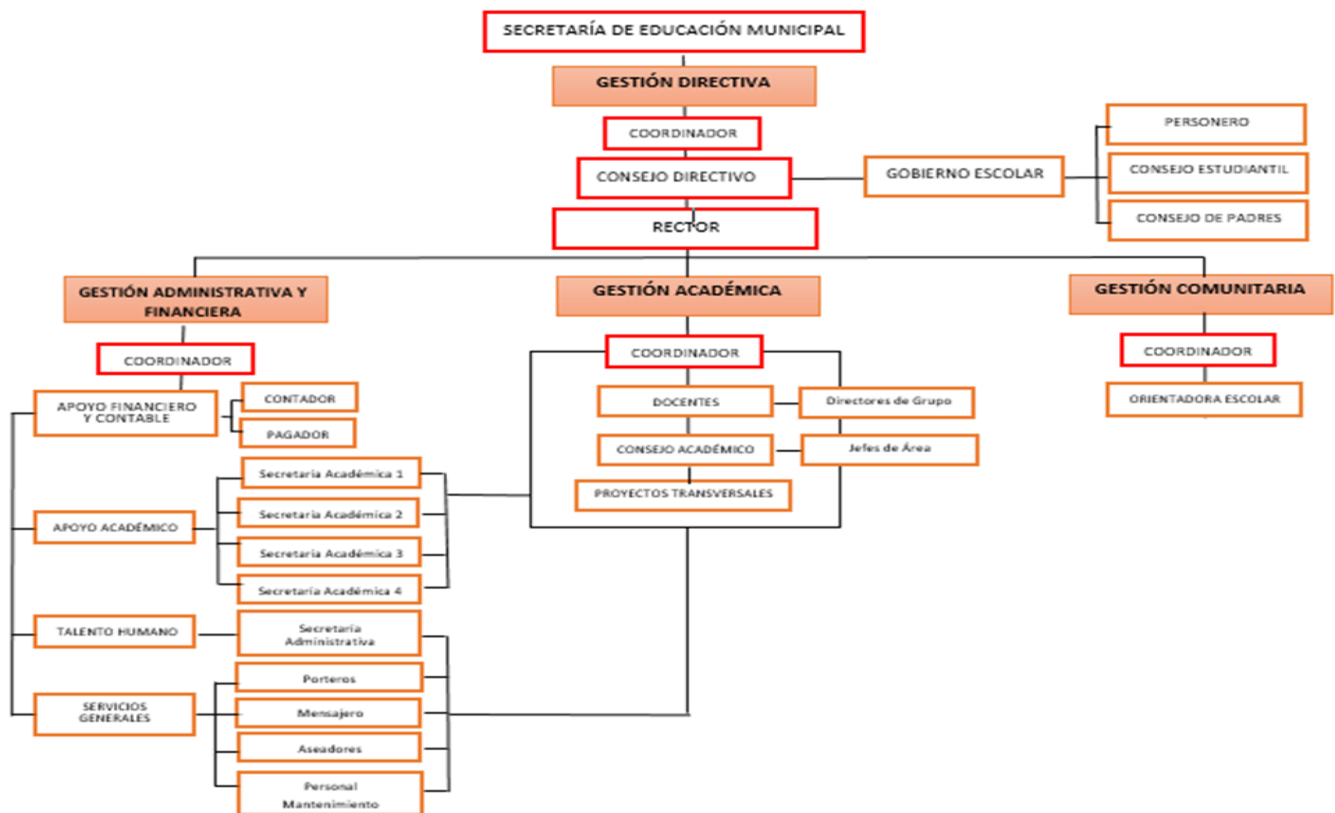 SECRETARÍA DE EDUCACIÓN MUNICIPAL
GESTIÓN DIRECTIVA
COORDINADOR
CONSEJO DIRECTIVO
GOBIERNO ESCOLAR
PERSONERO
CONSEJO ESTUDIANTIL
CONSEJO DE PADRES
RECTOR
GESTIÓN ADMINISTRATIVA Y
FINANCIERA
COORDINADOR
APOYO FINANCIERO
Y CONTABLE
CONTADOR
PAGADOR
APOYO ACADÉMICO
Secretaria Académica 1
Secretaria Académica 2
Secretaria Académica 3
Secretaría Académica 4
TALENTO HUMANO
Secretaría
Administrativa
SERVICIOS
GENERALES
Porteros
Mensajero
Aseadores
Personal
Mantenimiento
GESTIÓN ACADÉMICA
COORDINADOR
DOCENTES
Directores de Grupo
CONSEJO ACADÉMICO
Jefes de Área
PROYECTOS TRANSVERSALES
GESTIÓN COMUNITARIA
COORDINADOR
ORIENTADORA ESCOLAR